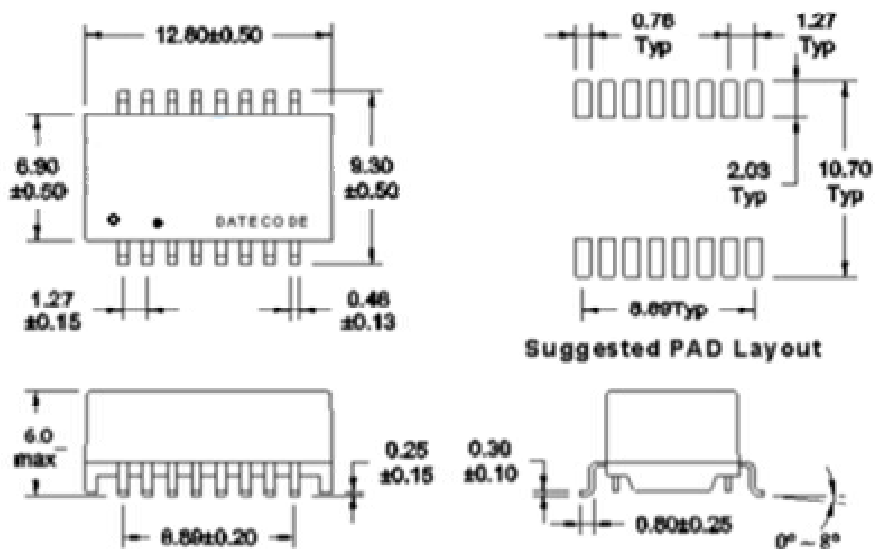 12.80±0.50
0.76
Typ
1.27
Typ
6.90
±0.50
9.30
±0.50
2.03
Typ
10.70
Typ
DATECODE
1.27
±0.15
0.46
±0.13
8.89Typ
Suggested PAD Layout
6.0
max
0.25
±0.15
0.30
±0.10
8.89±0.20
0.80±0.25
0°~8°